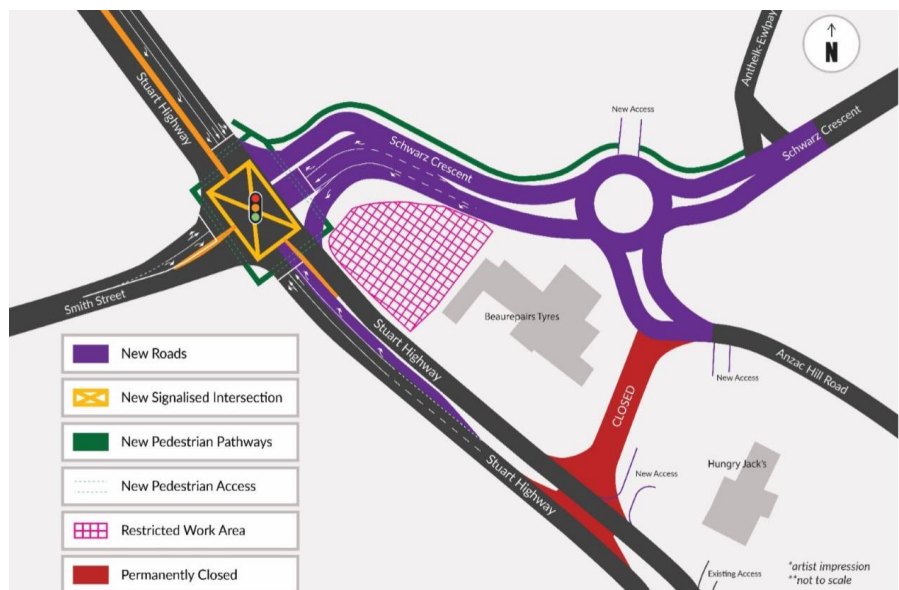 N
Anthelk-Ewlpay
Stuart Highway
New Access
Schwarz Crescent
Schwarz Crescent
Smith Street
Beaurepairs Tyres
Stuart Highway
Anzac Hill Road
New Access
CLOSED
New Access
Hungry Jack's
Stuart Highway
Existing Access
*artist impression
**not to scale
New Roads
New Signalised Intersection
New Pedestrian Pathways
New Pedestrian Access
Restricted Work Area
Permanently Closed